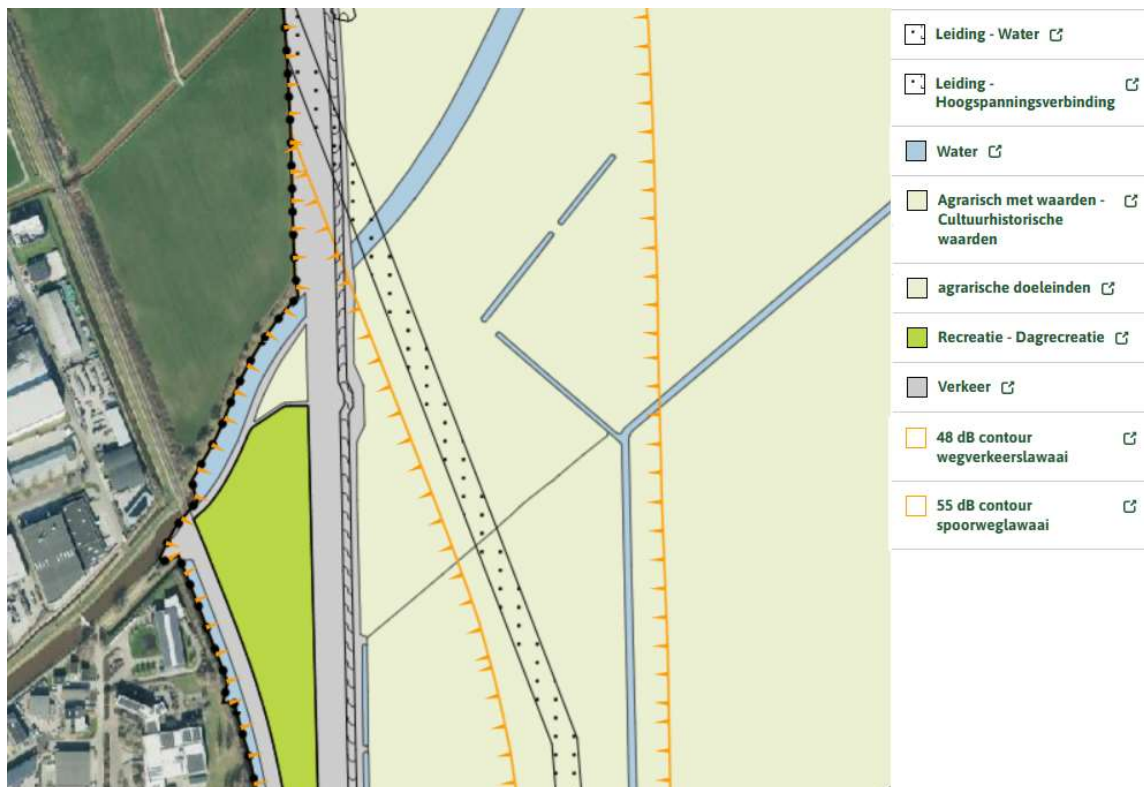 Leiding - Water
Leiding -
Hoogspanningsverbinding
Water
Agrarisch met waarden -
Cultuurhistorische
waarden
agrarische doeleinden
Recreatie - Dagrecreatie
Verkeer
48 dB contour
wegverkeerslawaai
55 dB contour
spoorweglawaai